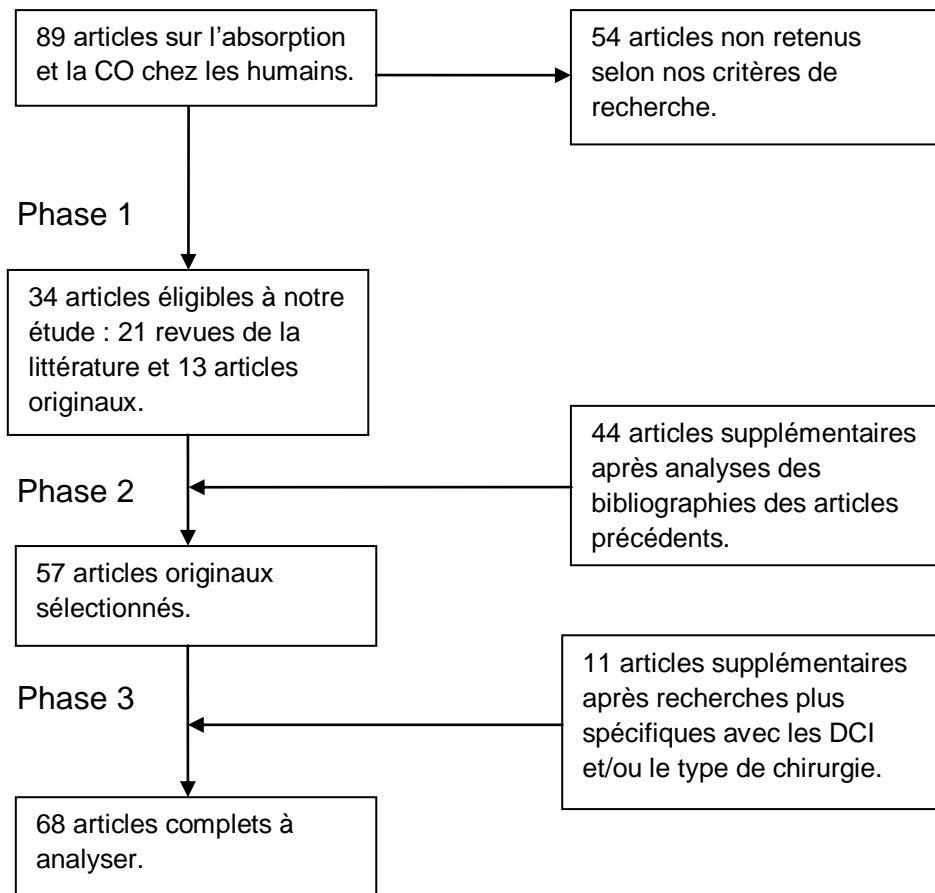 89 articles sur l’absorption
et la CO chez les humains.
54 articles non retenus
selon nos critères de
recherche.
Phase 1
34 articles éligibles à notre
étude : 21 revues de la
littérature et 13 articles
originaux.
44 articles supplémentaires
après analyses des
bibliographies des articles
précédents.
Phase 2
57 articles originaux
sélectionnés.
11 articles supplémentaires
après recherches plus
spécifiques avec les DCI
et/ou le type de chirurgie.
Phase 3
68 articles complets à
analyser.